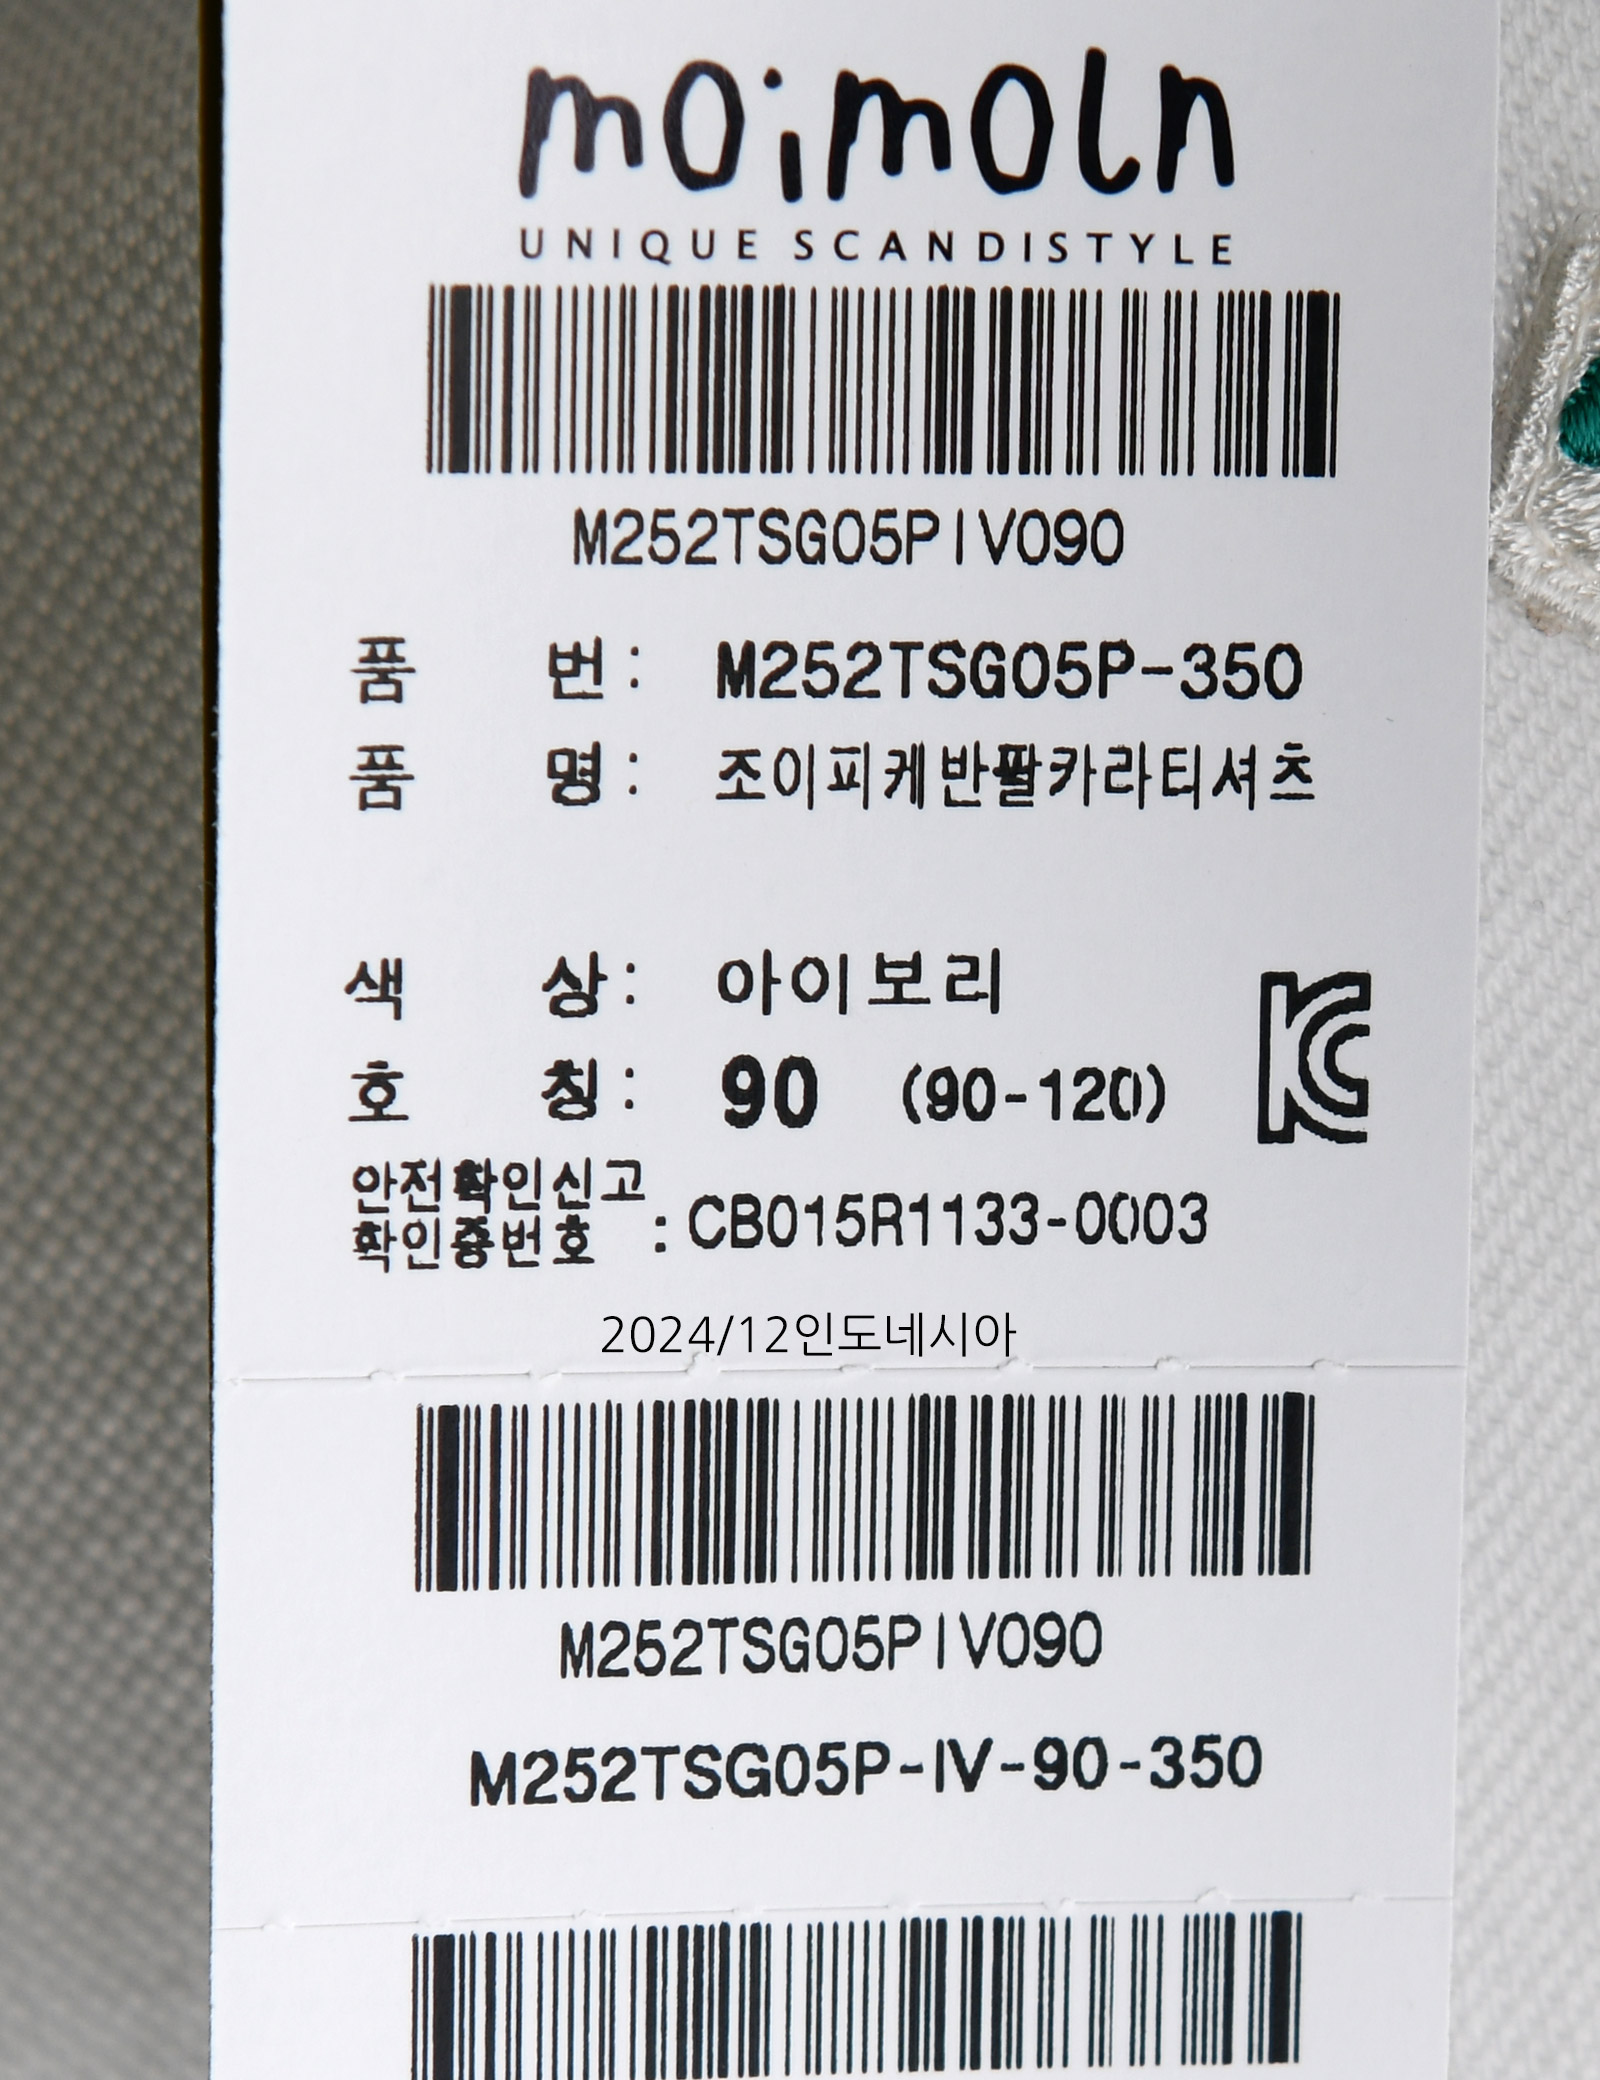 moimoln
UNIQUE SCANDISTYLE
M252TSG05PIV090
품 번: M252TSG05P-350
품 명: 조이피케반팔카라티셔츠
색 상: 아이보리
호 칭: 90 (90-120)
안전확인신고
확인증번호 : CB015R1133-0003
2024/12인도네시아
M252TSG05PIV090
M252TSG05P-IV-90-350